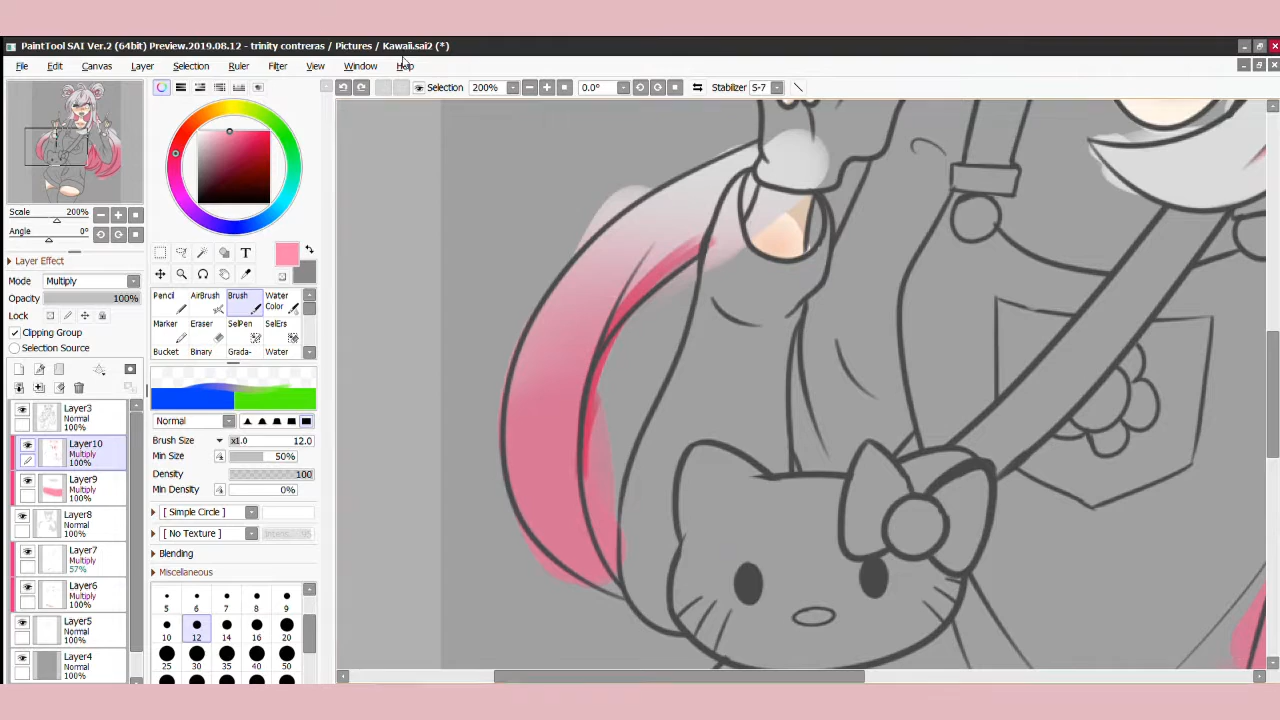 PaintTool SAI Ver.2 (64bit) Preview.2019.08.12 - trinity contreras / Pictures / Kawaii.sai2 (*)
File Edit Canvas Layer Selection Ruler Filter View Window Help
Selection 200% 0.0° Stabilizer S-7
Scale 200%
Angle 0°
Layer Effect
Mode Multiply
Opacity 100%
Lock
Clipping Group
Selection Source
Layer3
Normal
100%
Layer10
Multiply
100%
Layer9
Multiply
100%
Layer8
Normal
100%
Layer7
Multiply
57%
Layer6
Multiply
100%
Layer5
Normal
100%
Layer4
Normal
100%
T
Pencil AirBrush Brush Water Color
Marker Eraser SelPen SelErs
Bucket Binary Grada- Water
Normal
Brush Size x1.0 12.0
Min Size 50%
Density 100
Min Density 0%
[ Simple Circle ]
[ No Texture ]
Blending
Miscellaneous
5 6 7 8 9
10 12 14 16 20
25 30 35 40 50